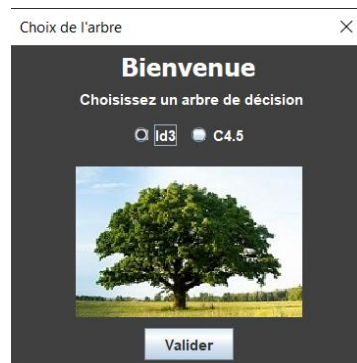 Choix de l'arbre
Bienvenue
Choisissez un arbre de décision
Id3 C4.5
Valider